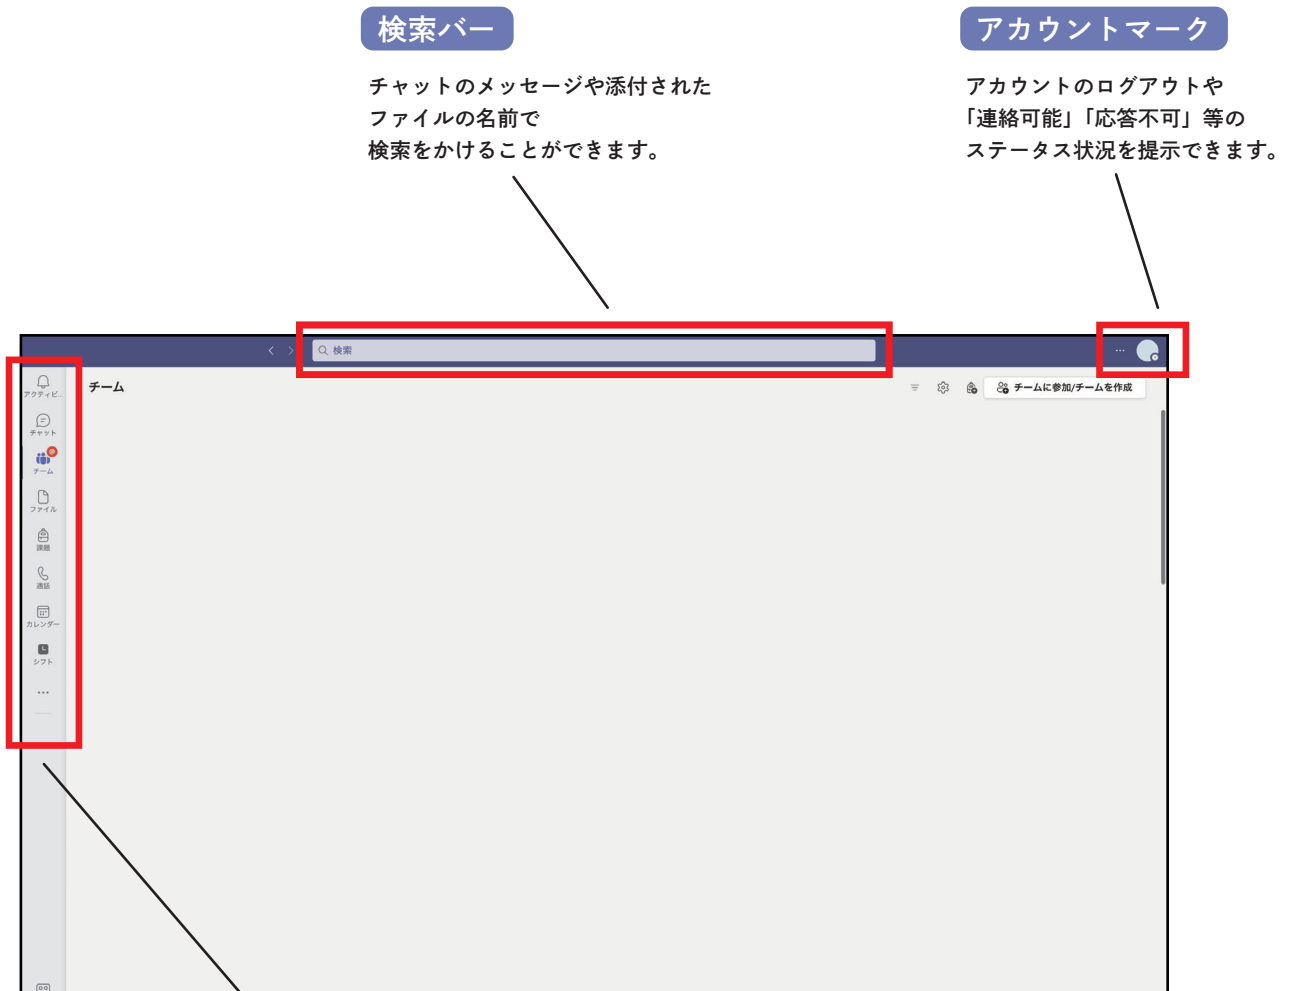 検索バー
チャットのメッセージや添付された
ファイルの名前で
検索をかけることができます。
アカウントマーク
アカウントのログアウトや
「連絡可能」「応答不可」等の
ステータス状況を提示できます。
検索
アクティビ...
チャット
チーム
ファイル
課題
通話
カレンダー
シフト
チーム
チームに参加/チームを作成